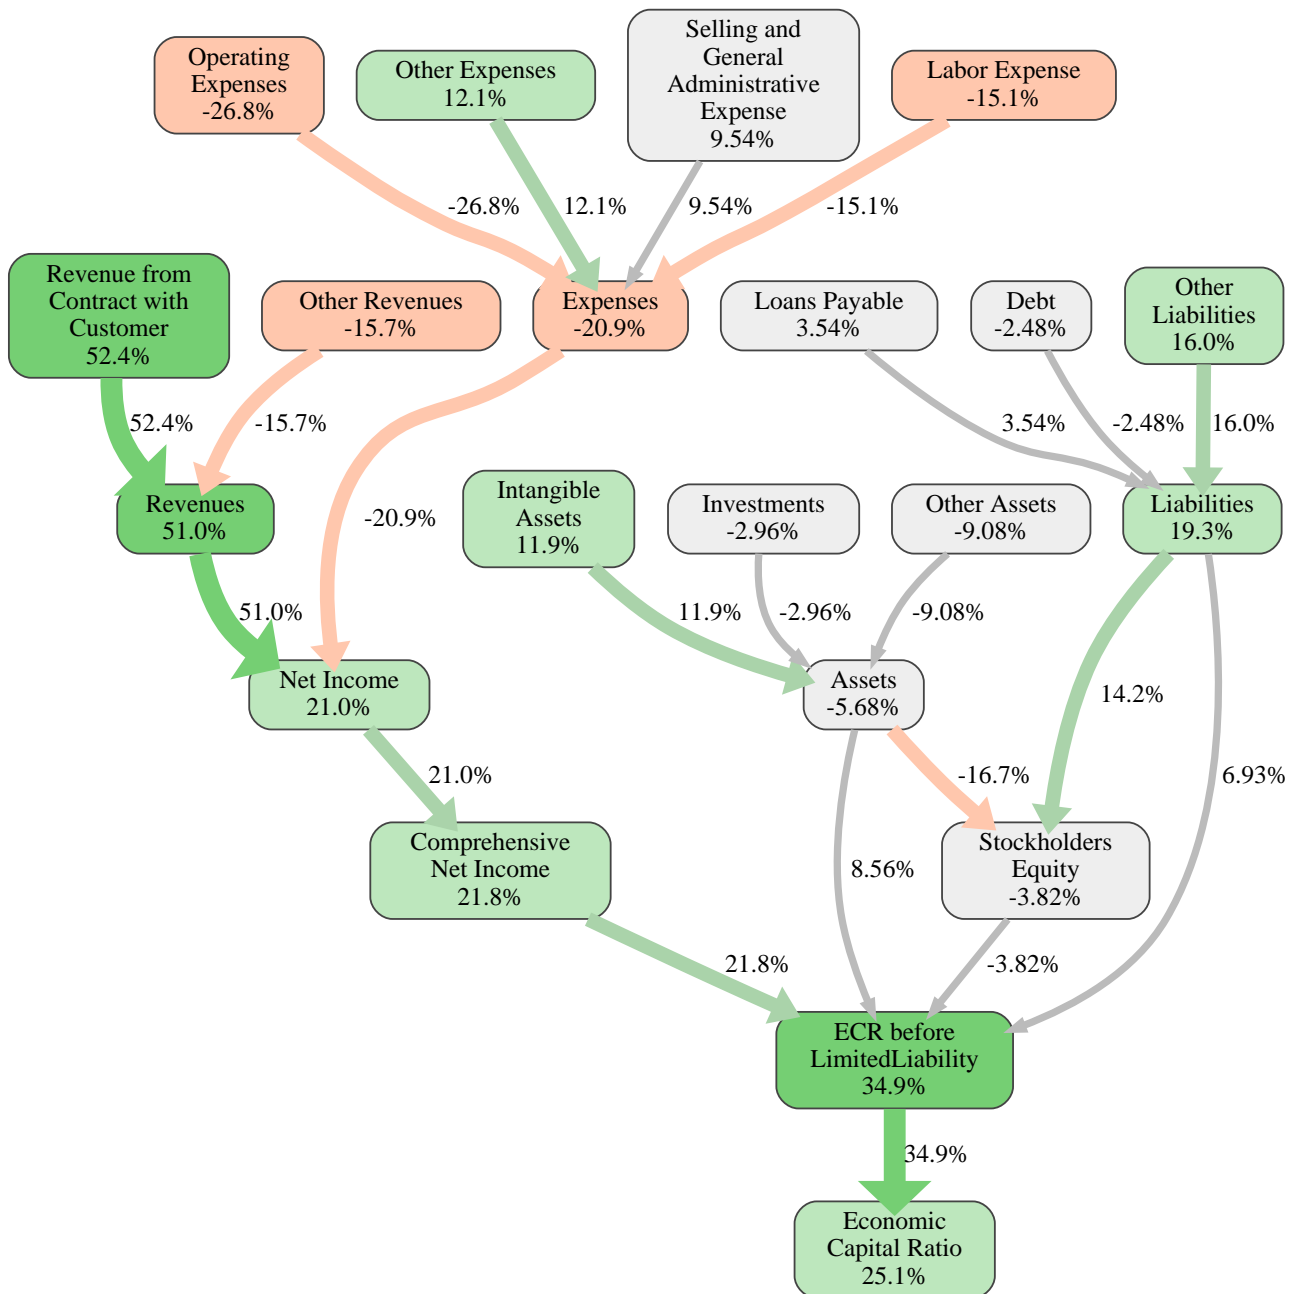 Operating
Expenses
-26.8%
Other Expenses
12.1%
Selling and
General
Administrative
Expense
9.54%
Labor Expense
-15.1%
-26.8%
12.1%
9.54%
-15.1%
Revenue from
Contract with
Customer
52.4%
Other Revenues
-15.7%
Expenses
-20.9%
Loans Payable
3.54%
Debt
-2.48%
Other
Liabilities
16.0%
52.4%
-15.7%
3.54%
-2.48%
16.0%
Revenues
51.0%
-20.9%
Intangible
Assets
11.9%
Investments
-2.96%
Other Assets
-9.08%
Liabilities
19.3%
51.0%
11.9%
-2.96%
-9.08%
Net Income
21.0%
Assets
-5.68%
14.2%
21.0%
-16.7%
6.93%
Comprehensive
Net Income
21.8%
8.56%
Stockholders
Equity
-3.82%
21.8%
-3.82%
ECR before
LimitedLiability
34.9%
34.9%
Economic
Capital Ratio
25.1%